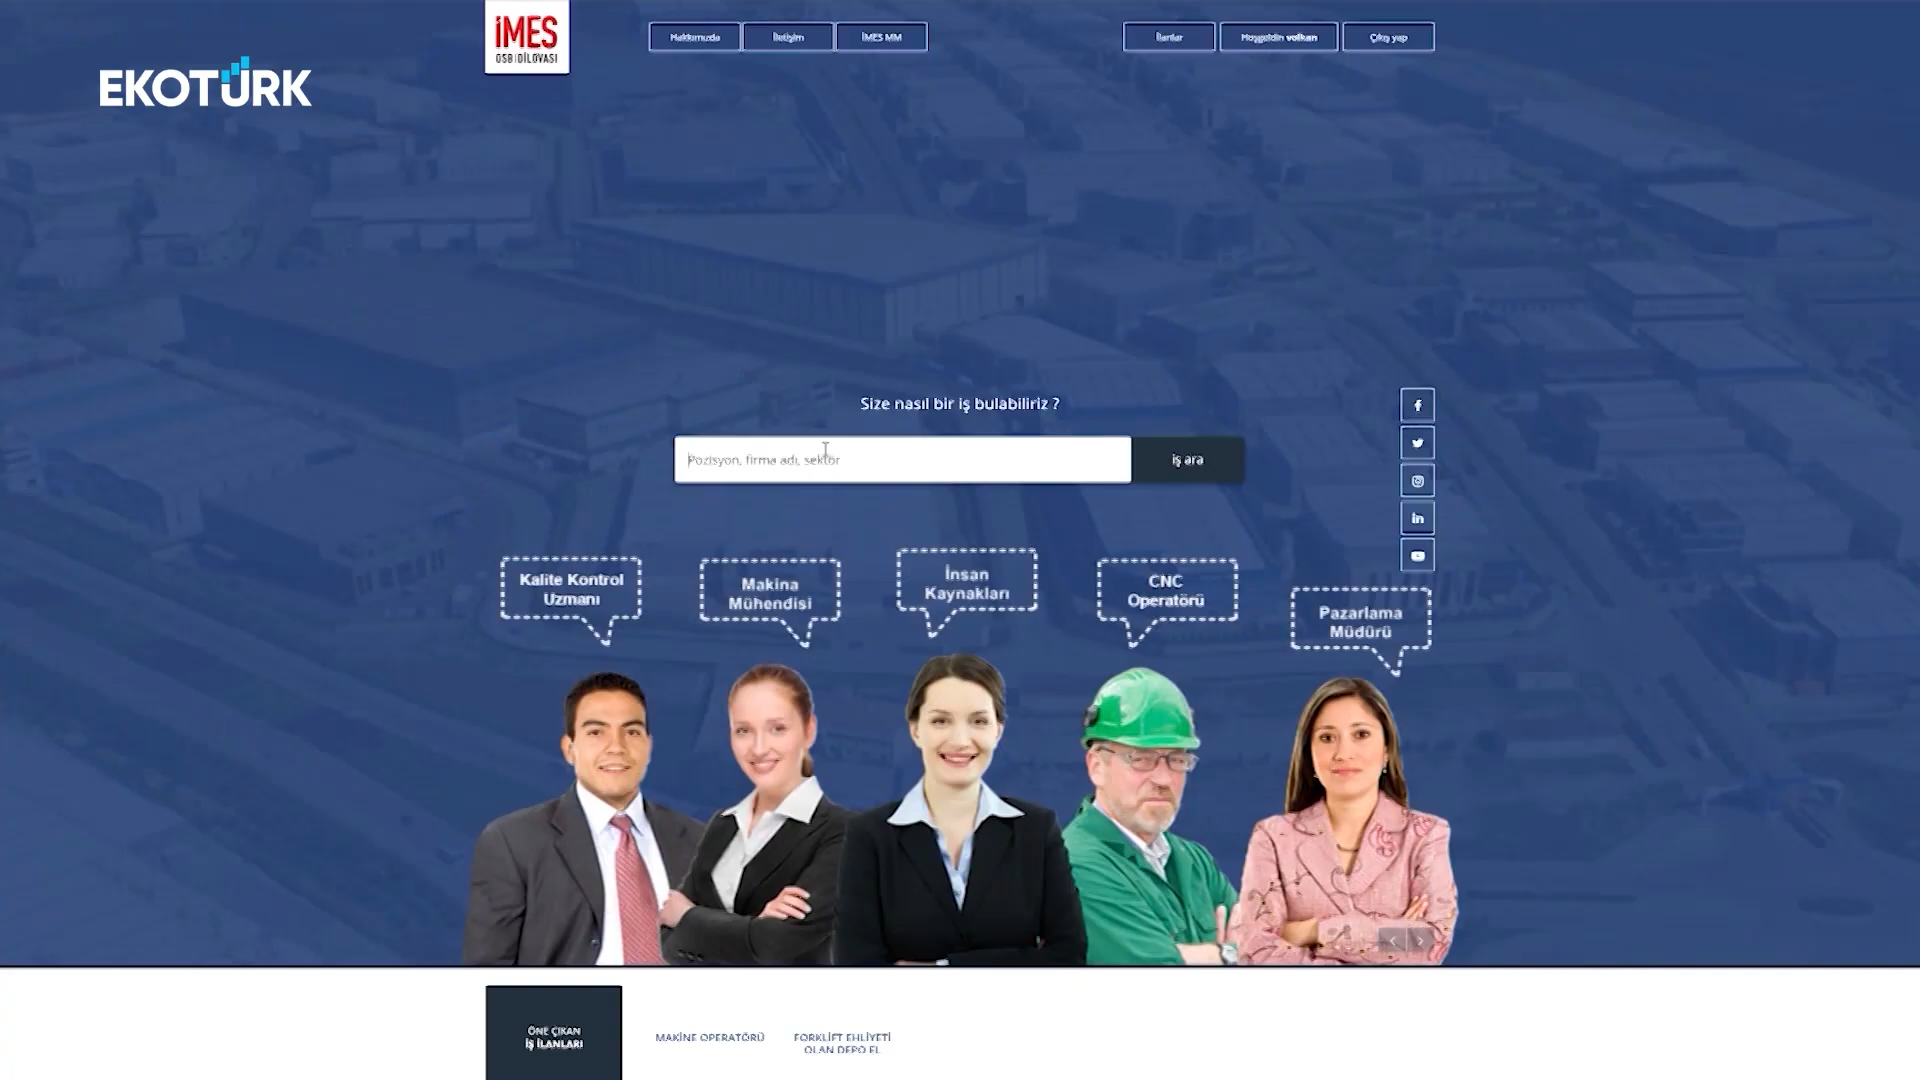 İMES
OSB DİLOVASI
Hakkımızda
İletişim
İMES MM
İlanlar
Hoşgeldin volkan
Çıkış yap
EKOTÜRK
Size nasıl bir iş bulabiliriz ?
Pozisyon, firma adı, sektör
iş ara
Kalite Kontrol
Uzmanı
Makina
Mühendisi
İnsan
Kaynakları
CNC
Operatörü
Pazarlama
Müdürü
ÖNE ÇIKAN
İŞ İLANLARI
MAKİNE OPERATÖRÜ
FORKLİFT EHLİYETİ
OLAN DEPO EL